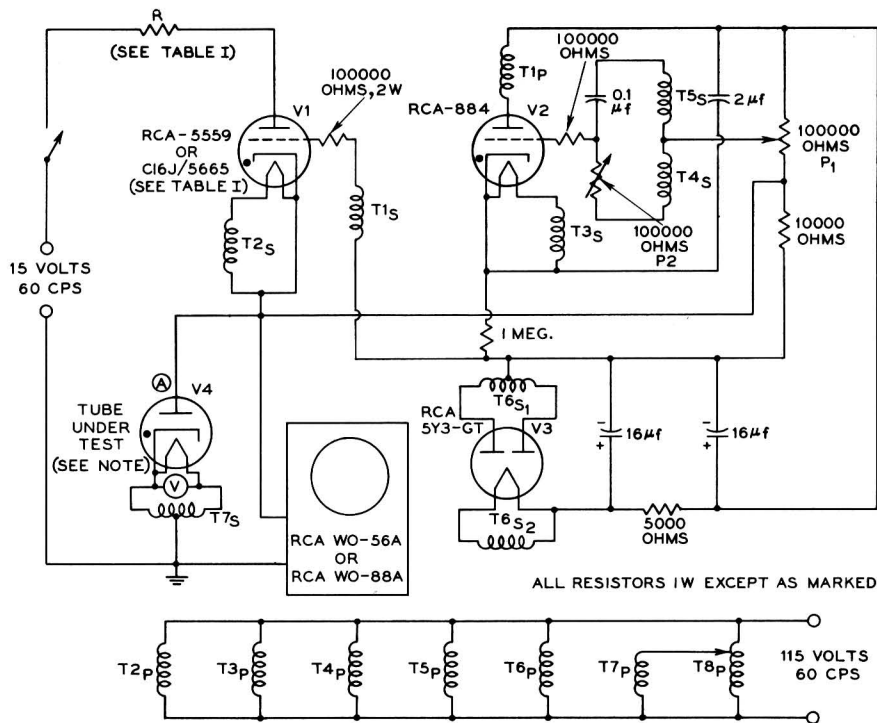 R
(SEE TABLE I)
100000
OHMS, 2W
V1
RCA-5559
OR
C16J/5665
(SEE TABLE I)
T2S
T1S
15 VOLTS
60 CPS
100000
OHMS
T1P
RCA-884
V2
0.1
μf
T5S
2μf
100000
OHMS
P1
T4S
T3S
100000
OHMS
P2
10000
OHMS
1 MEG.
A
V4
TUBE
UNDER
TEST
(SEE NOTE)
V
T7S
RCA WO-56A
OR
RCA WO-88A
T6S1
RCA
5Y3-GT
V3
T6S2
-
16μf
+
-
16μf
+
5000
OHMS
ALL RESISTORS 1W EXCEPT AS MARKED
T2P
T3P
T4P
T5P
T6P
T7P
T8P
115 VOLTS
60 CPS